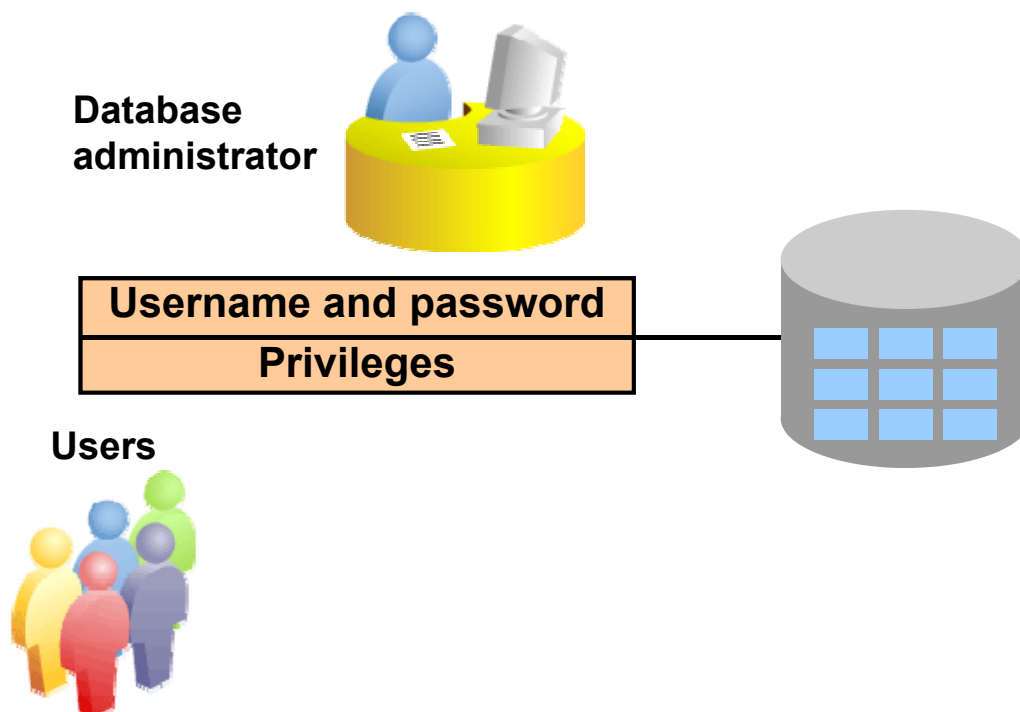 Database
administrator
Username and password
Privileges
Users